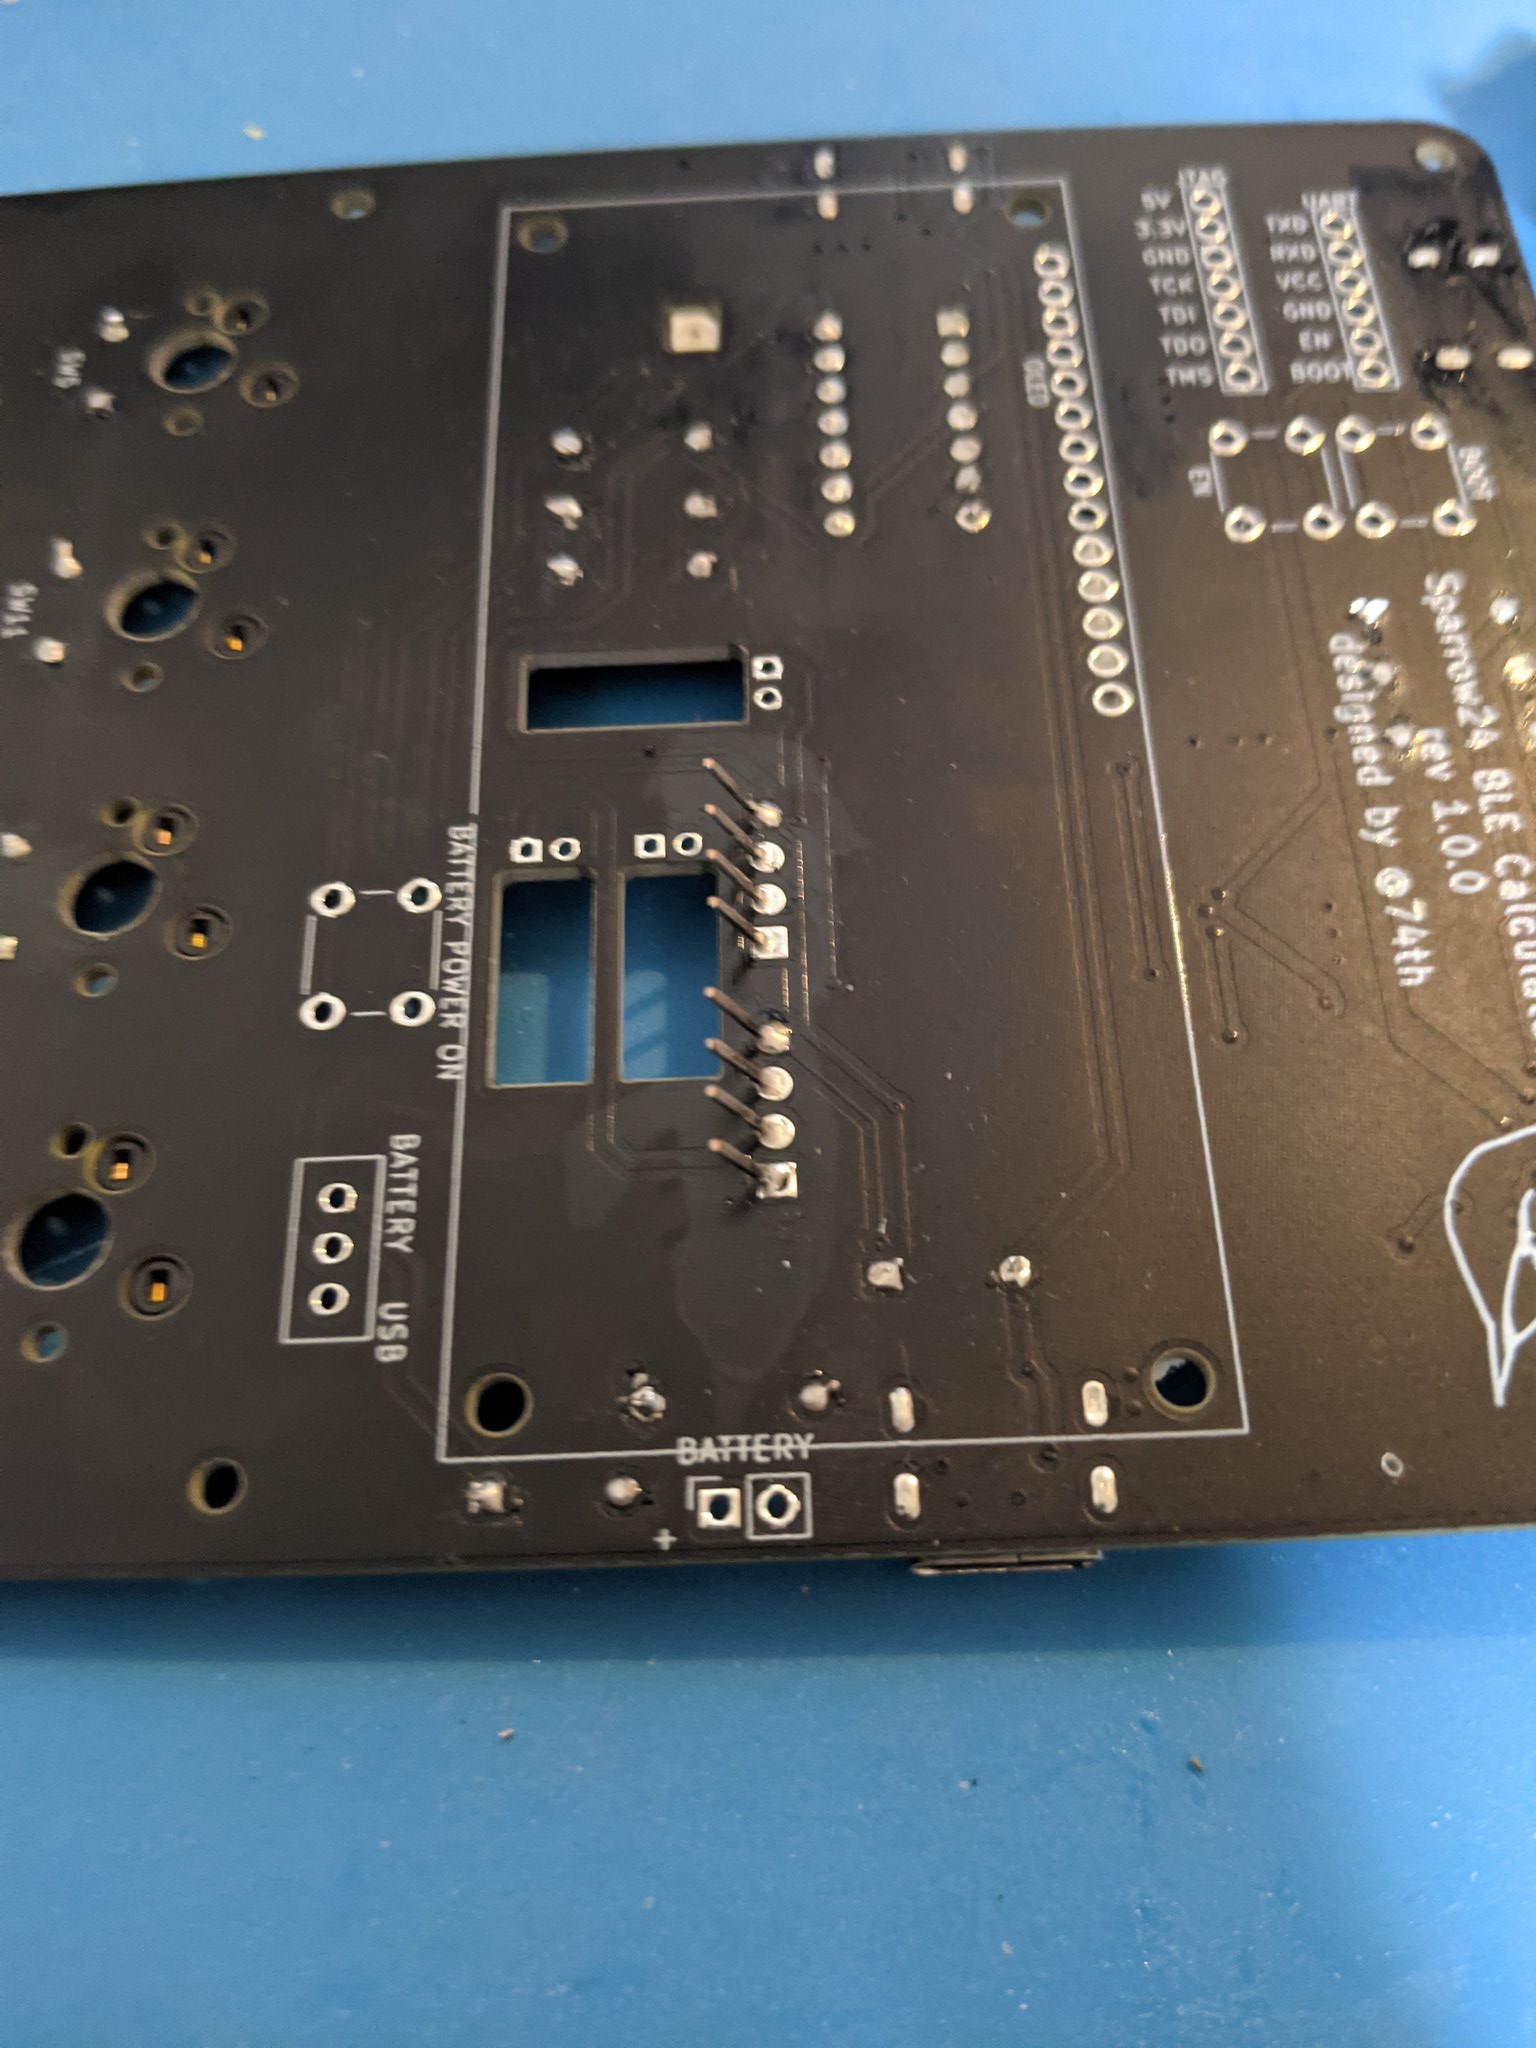 JTAG
5V
3.3V
GND
TCK
TDI
TDO
TMS
UART
TXD
RXD
VCC
GND
EN
BOOT
OLED
EN
BOOT
Sparrow24 BLE
rev 1.0.0
designed by @74th
SW5
SW11
BATTERY POWER ON
BATTERY USB
BATTERY
+